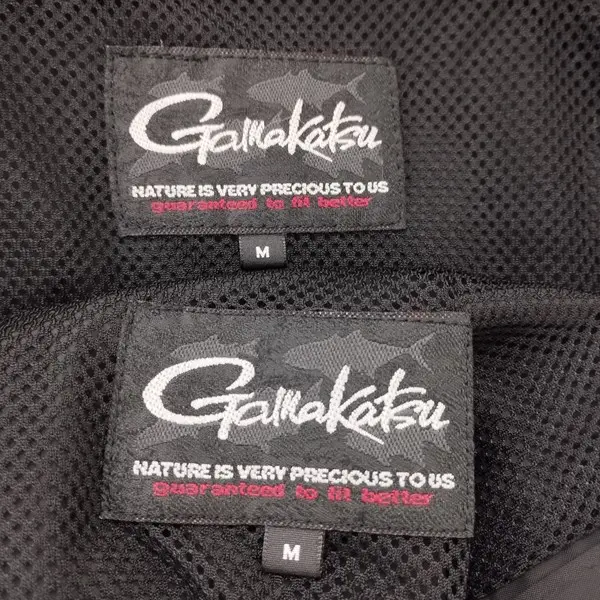 Gamakatsu
NATURE IS VERY PRECIOUS TO US
guaranteed to fit better
M
Gamakatsu
NATURE IS VERY PRECIOUS TO US
guaranteed to fit better
M